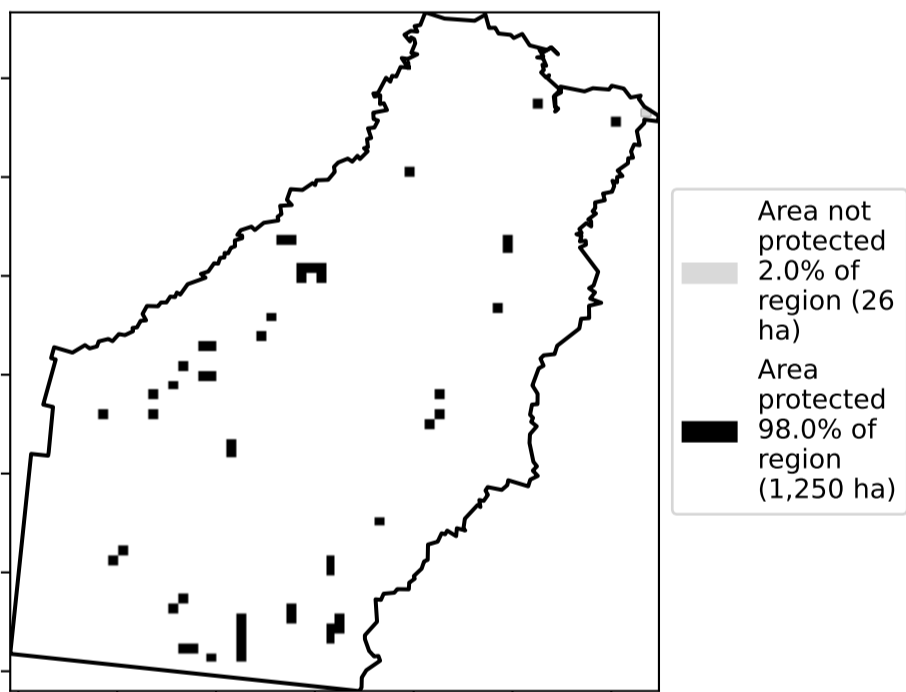 Area not
protected
2.0% of
region (26
ha)
Area
protected
98.0% of
region
(1,250 ha)